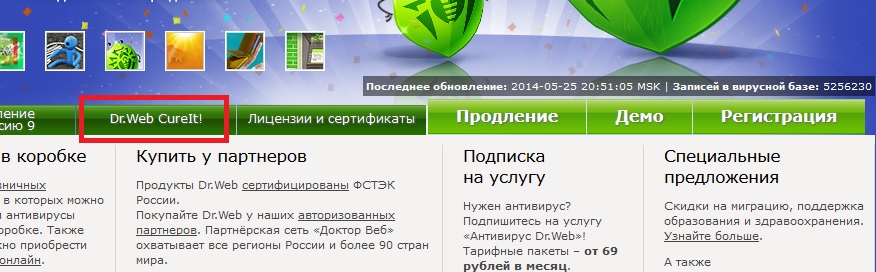 Последнее обновление: 2014-05-25 20:51:05 MSK | Записей в вирусной базе: 5256230
ление
сию 9
Dr.Web CureIt!
Лицензии и сертификаты
Продление
Демо
Регистрация
в коробке
зничных
в которых можно
и антивирусы
оробке. Также
жно приобрести
онлайн.
Купить у партнеров
Продукты Dr.Web сертифицированы ФСТЭК
России.
Покупайте Dr.Web у наших авторизованных
партнеров. Партнёрская сеть «Доктор Веб»
охватывает все регионы России и более 90 стран
мира.
Подписка
на услугу
Нужен антивирус?
Подпишитесь на услугу
«Антивирус Dr.Web»!
Тарифные пакеты – от 69
рублей в месяц.
Специальные
предложения
Скидки на миграцию, поддержка
образования и здравоохранения.
Узнайте больше.
А также